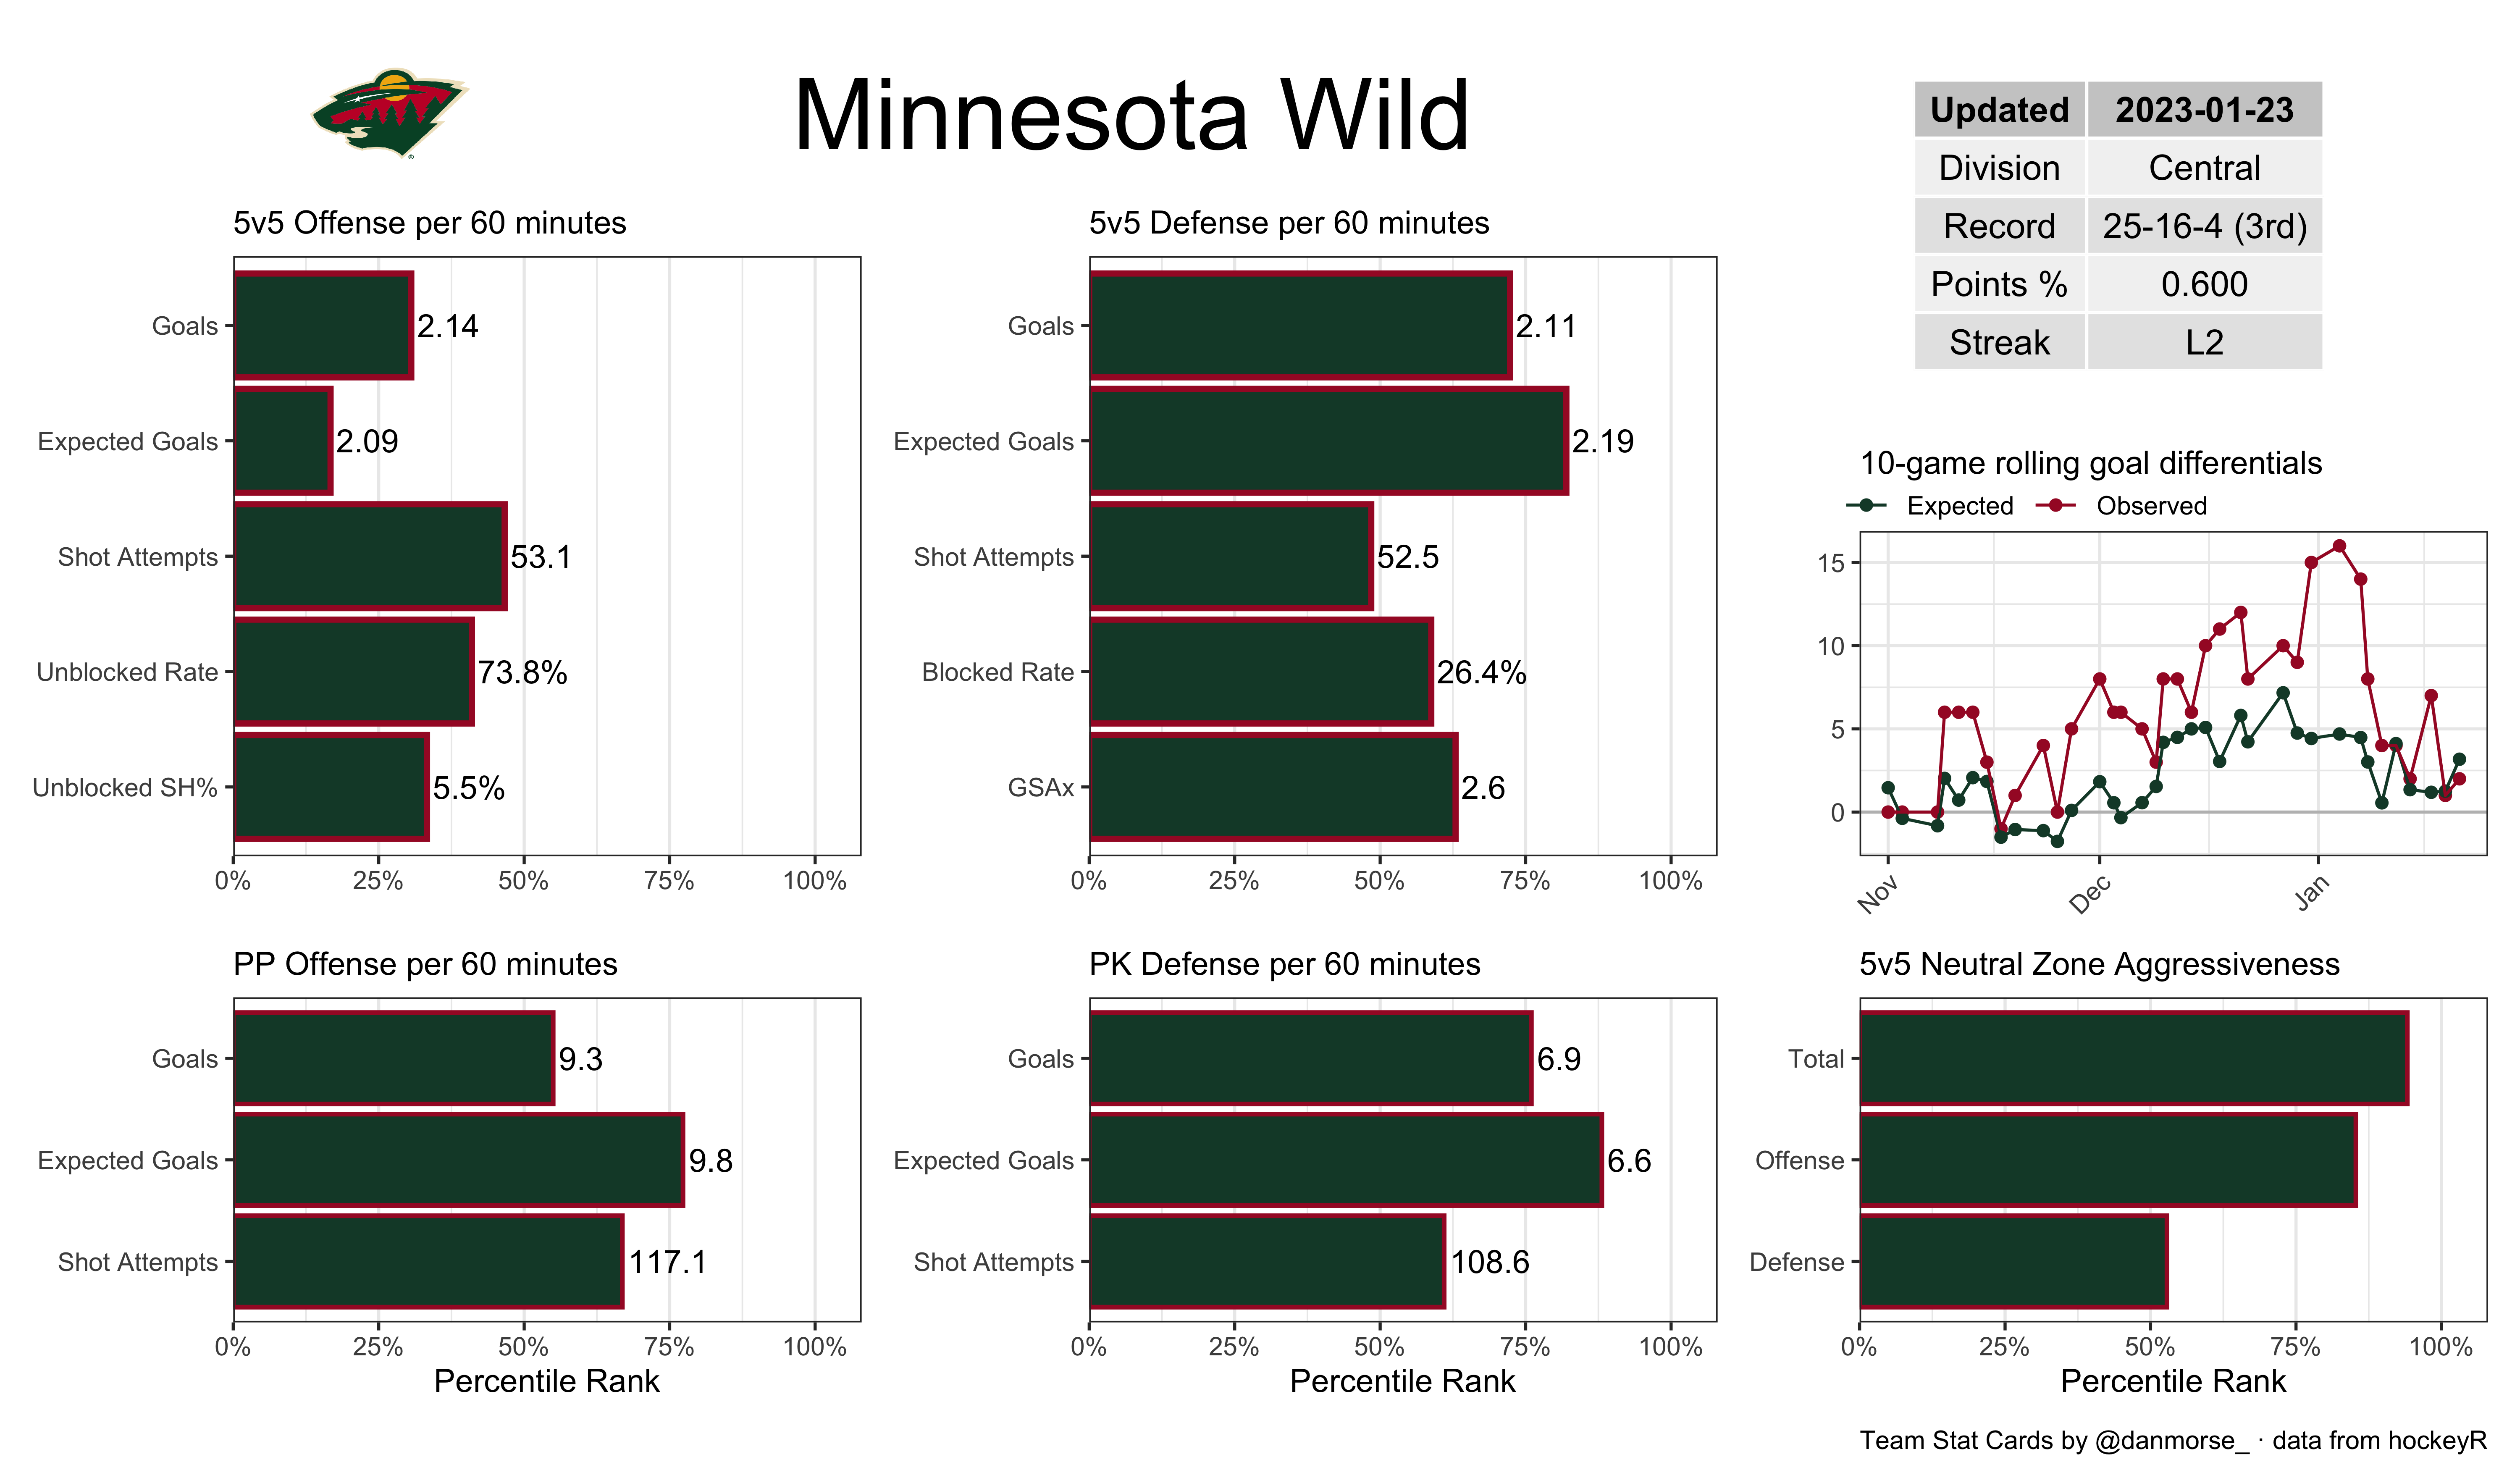 Minnesota Wild
Updated 2023-01-23
Division Central
Record 25-16-4 (3rd)
Points % 0.600
Streak L2
5v5 Offense per 60 minutes
Goals 2.14
Expected Goals 2.09
Shot Attempts 53.1
Unblocked Rate 73.8%
Unblocked SH% 5.5%
0% 25% 50% 75% 100%
5v5 Defense per 60 minutes
Goals 2.11
Expected Goals 2.19
Shot Attempts 52.5
Blocked Rate 26.4%
GSAx 2.6
0% 25% 50% 75% 100%
10-game rolling goal differentials
Expected Observed
15
10
5
0
Nov Dec Jan
PP Offense per 60 minutes
Goals 9.3
Expected Goals 9.8
Shot Attempts 117.1
0% 25% 50% 75% 100%
Percentile Rank
PK Defense per 60 minutes
Goals 6.9
Expected Goals 6.6
Shot Attempts 108.6
0% 25% 50% 75% 100%
Percentile Rank
5v5 Neutral Zone Aggressiveness
Total
Offense
Defense
0% 25% 50% 75% 100%
Percentile Rank
Team Stat Cards by @danmorse_ · data from hockeyR